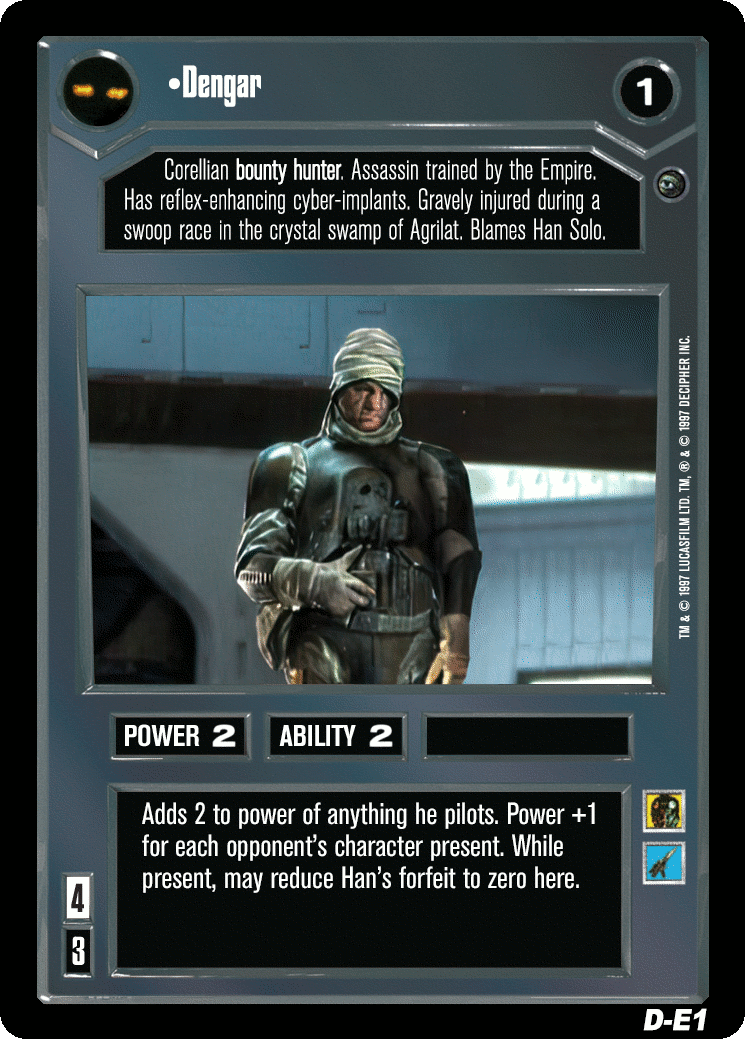 •Dengar
1
Corellian bounty hunter. Assassin trained by the Empire.
Has reflex-enhancing cyber-implants. Gravely injured during a
swoop race in the crystal swamp of Agrilat. Blames Han Solo.
TM & © 1997 LUCASFILM LTD. TM, ® & © 1997 DECIPHER INC.
POWER 2
ABILITY 2
Adds 2 to power of anything he pilots. Power +1
for each opponent's character present. While
present, may reduce Han's forfeit to zero here.
4
3
D-E1